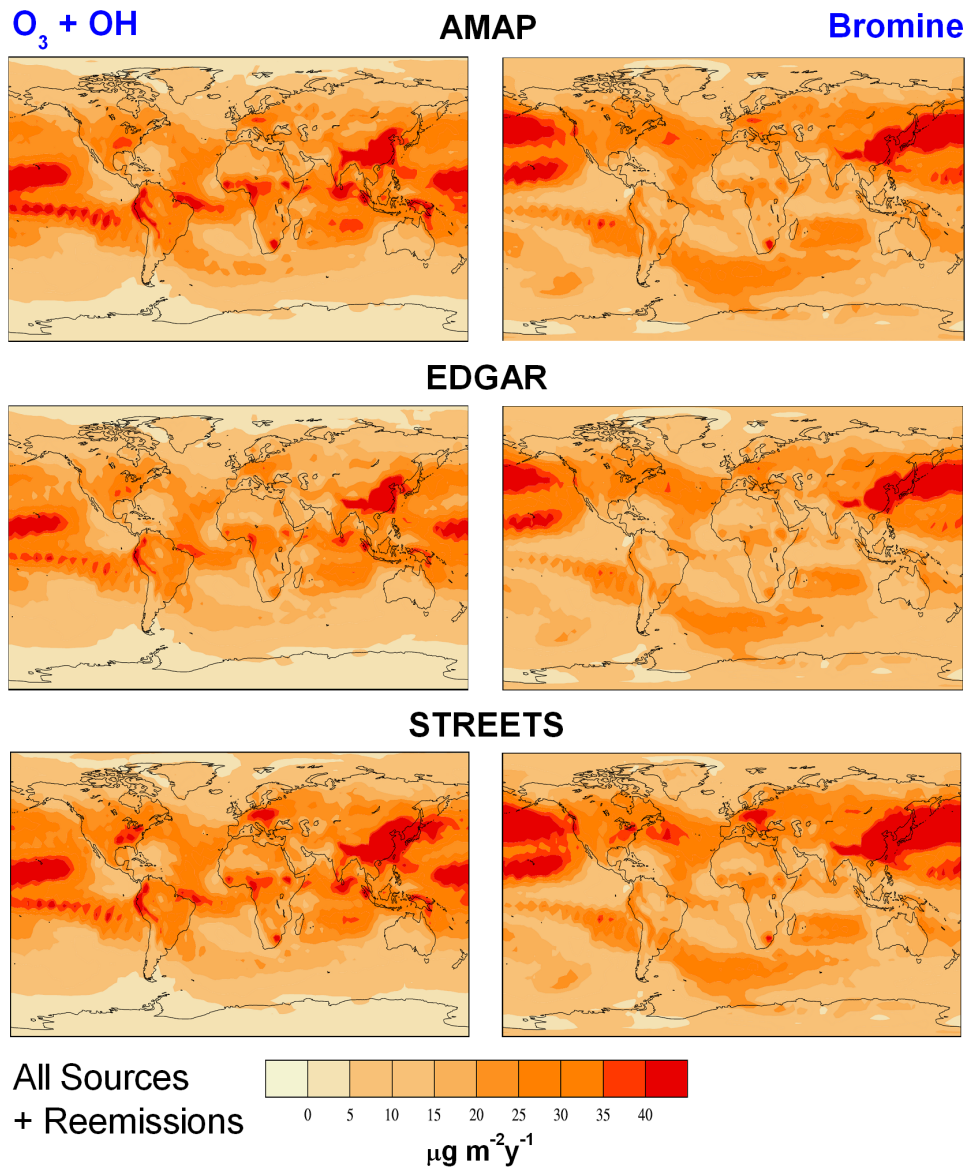 O₃ + OH
AMAP
Bromine
EDGAR
STREETS
All Sources
+ Reemissions
0 5 10 15 20 25 30 35 40
µg m⁻²y⁻¹